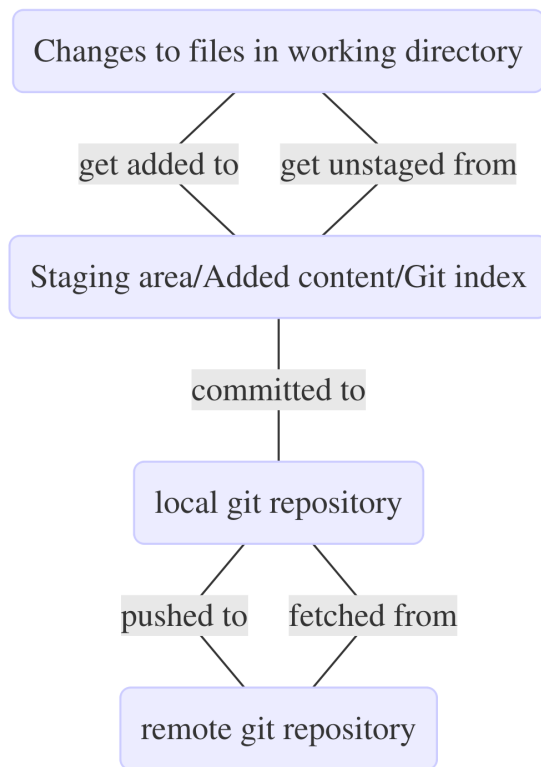 Changes to files in working directory
get added to
get unstaged from
Staging area/Added content/Git index
committed to
local git repository
pushed to
fetched from
remote git repository